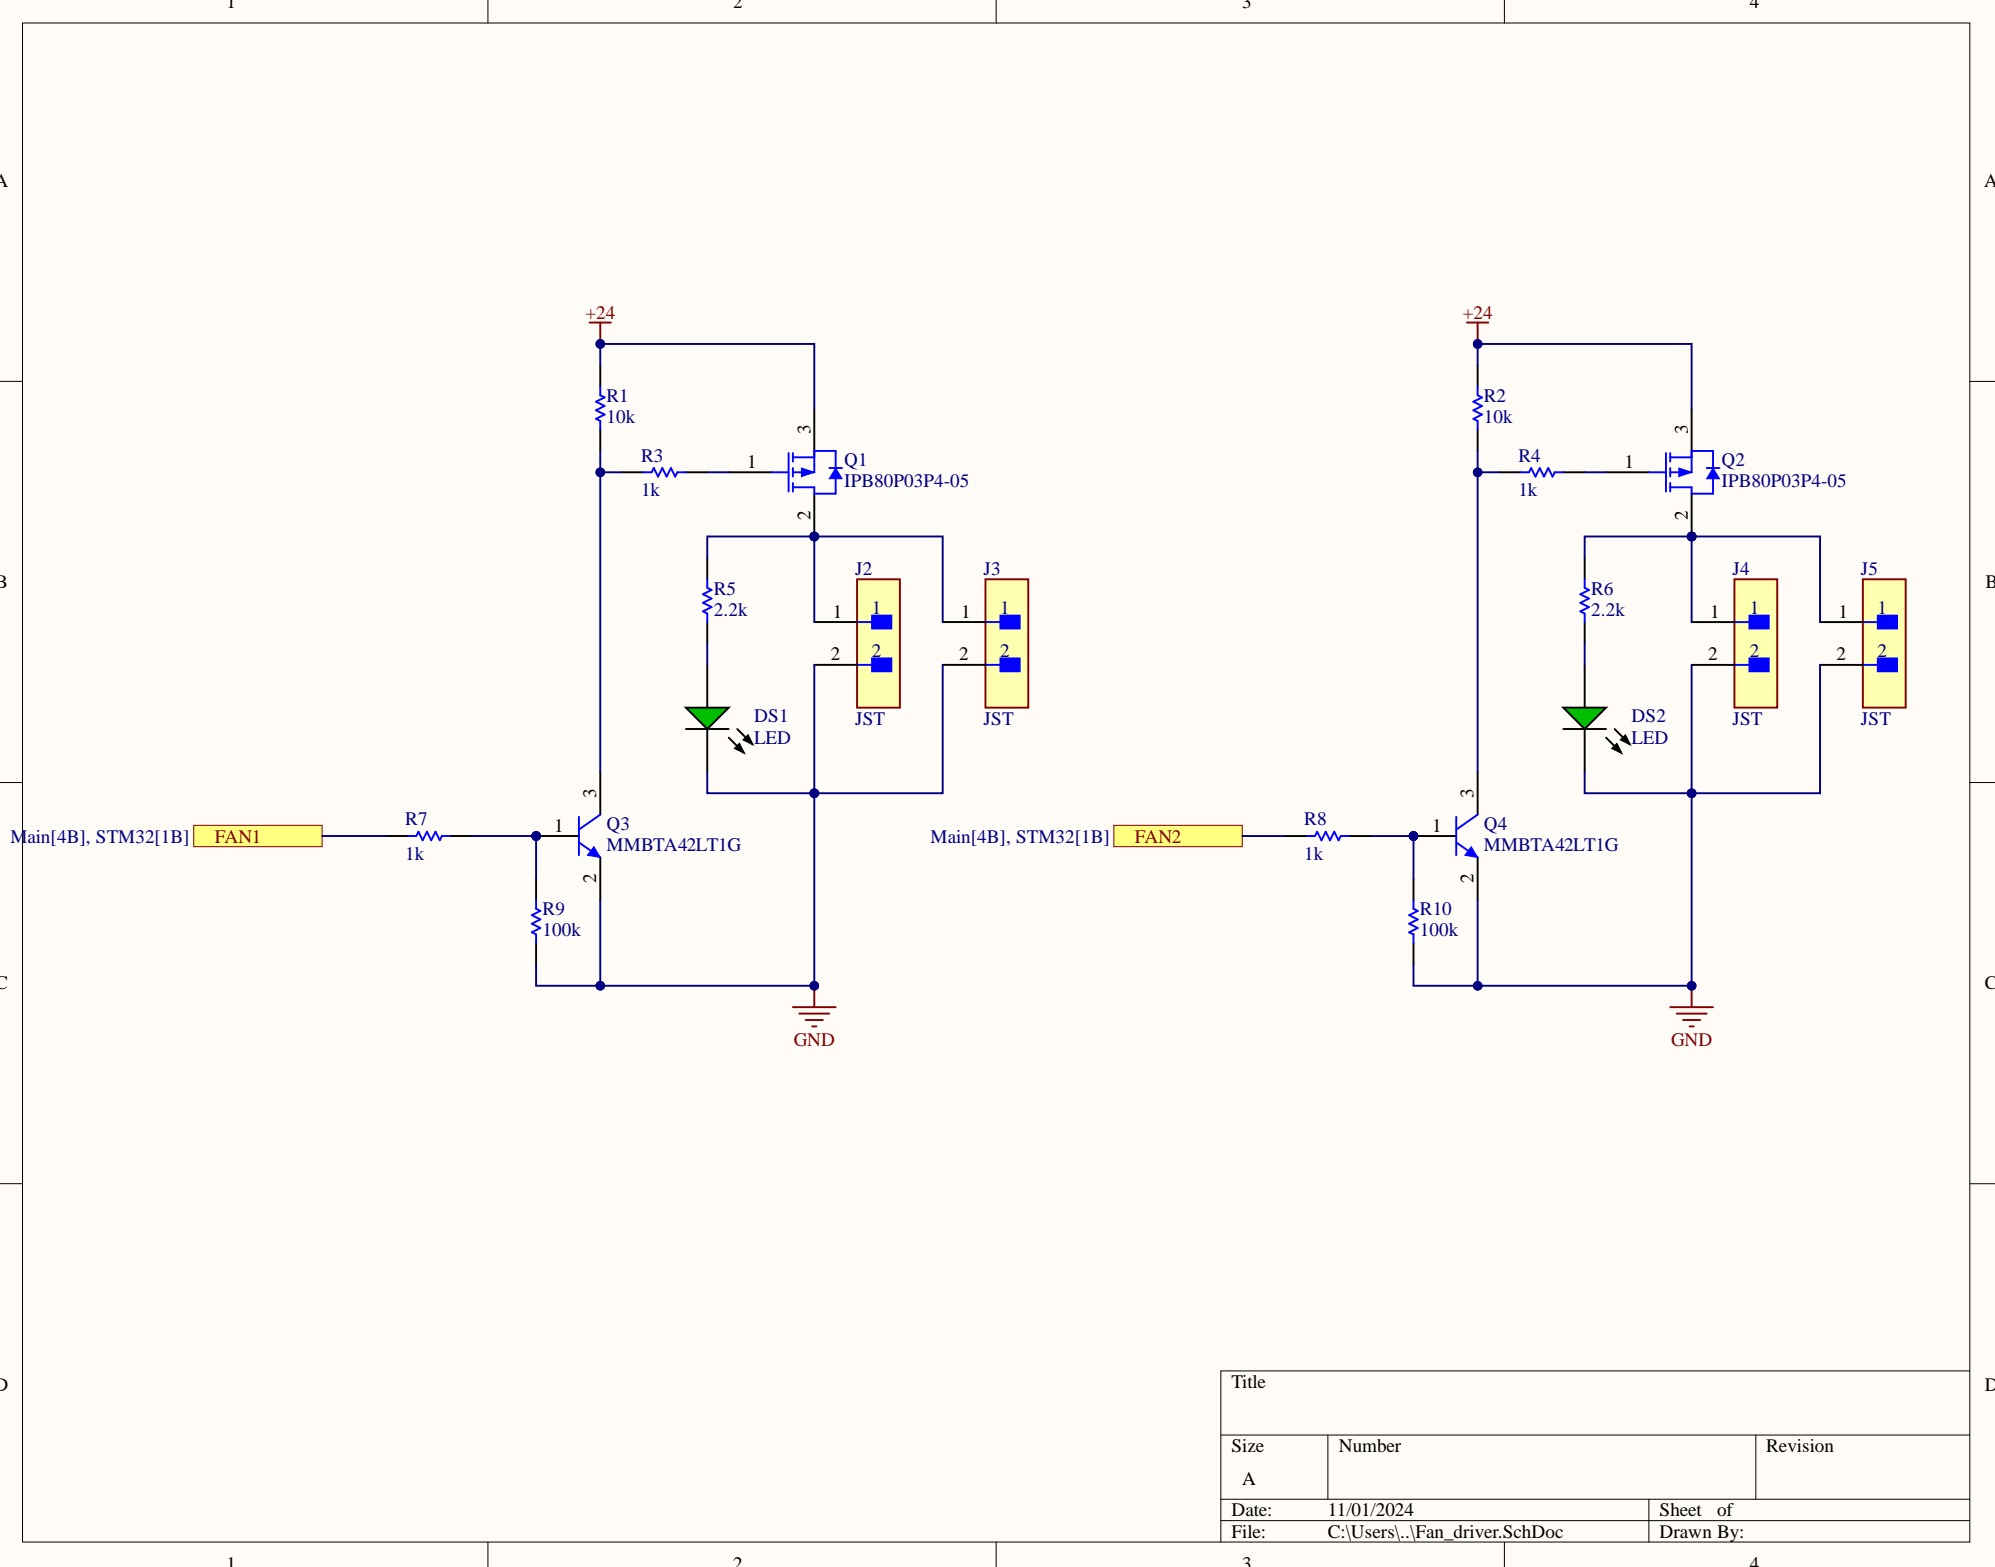 1 2 3 4
A A
B B
C C
D D
+24
R1
10k
R3
1k
1
3
2
Q1
IPB80P03P4-05
R5
2.2k
DS1
LED
J2
1 1
2 2
JST
J3
1 1
2 2
JST
Main[4B], STM32[1B] FAN1
R7
1k
1
3
2
Q3
MMBTA42LT1G
R9
100k
GND
+24
R2
10k
R4
1k
1
3
2
Q2
IPB80P03P4-05
R6
2.2k
DS2
LED
J4
1 1
2 2
JST
J5
1 1
2 2
JST
Main[4B], STM32[1B] FAN2
R8
1k
1
3
2
Q4
MMBTA42LT1G
R10
100k
GND
Title
Size Number Revision
A
Date: 11/01/2024 Sheet of
File: C:\Users\..\Fan_driver.SchDoc Drawn By:
1 2 3 4